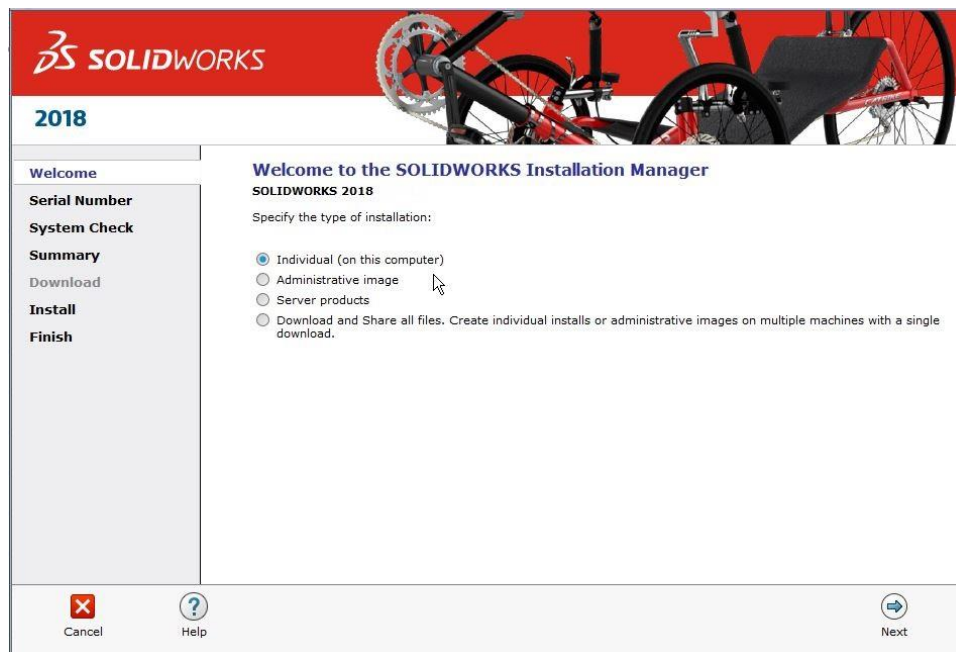 SOLIDWORKS
2018
Welcome
Serial Number
System Check
Summary
Download
Install
Finish
Welcome to the SOLIDWORKS Installation Manager
SOLIDWORKS 2018
Specify the type of installation:
Individual (on this computer)
Administrative image
Server products
Download and Share all files. Create individual installs or administrative images on multiple machines with a single
download.
Cancel
Help
Next